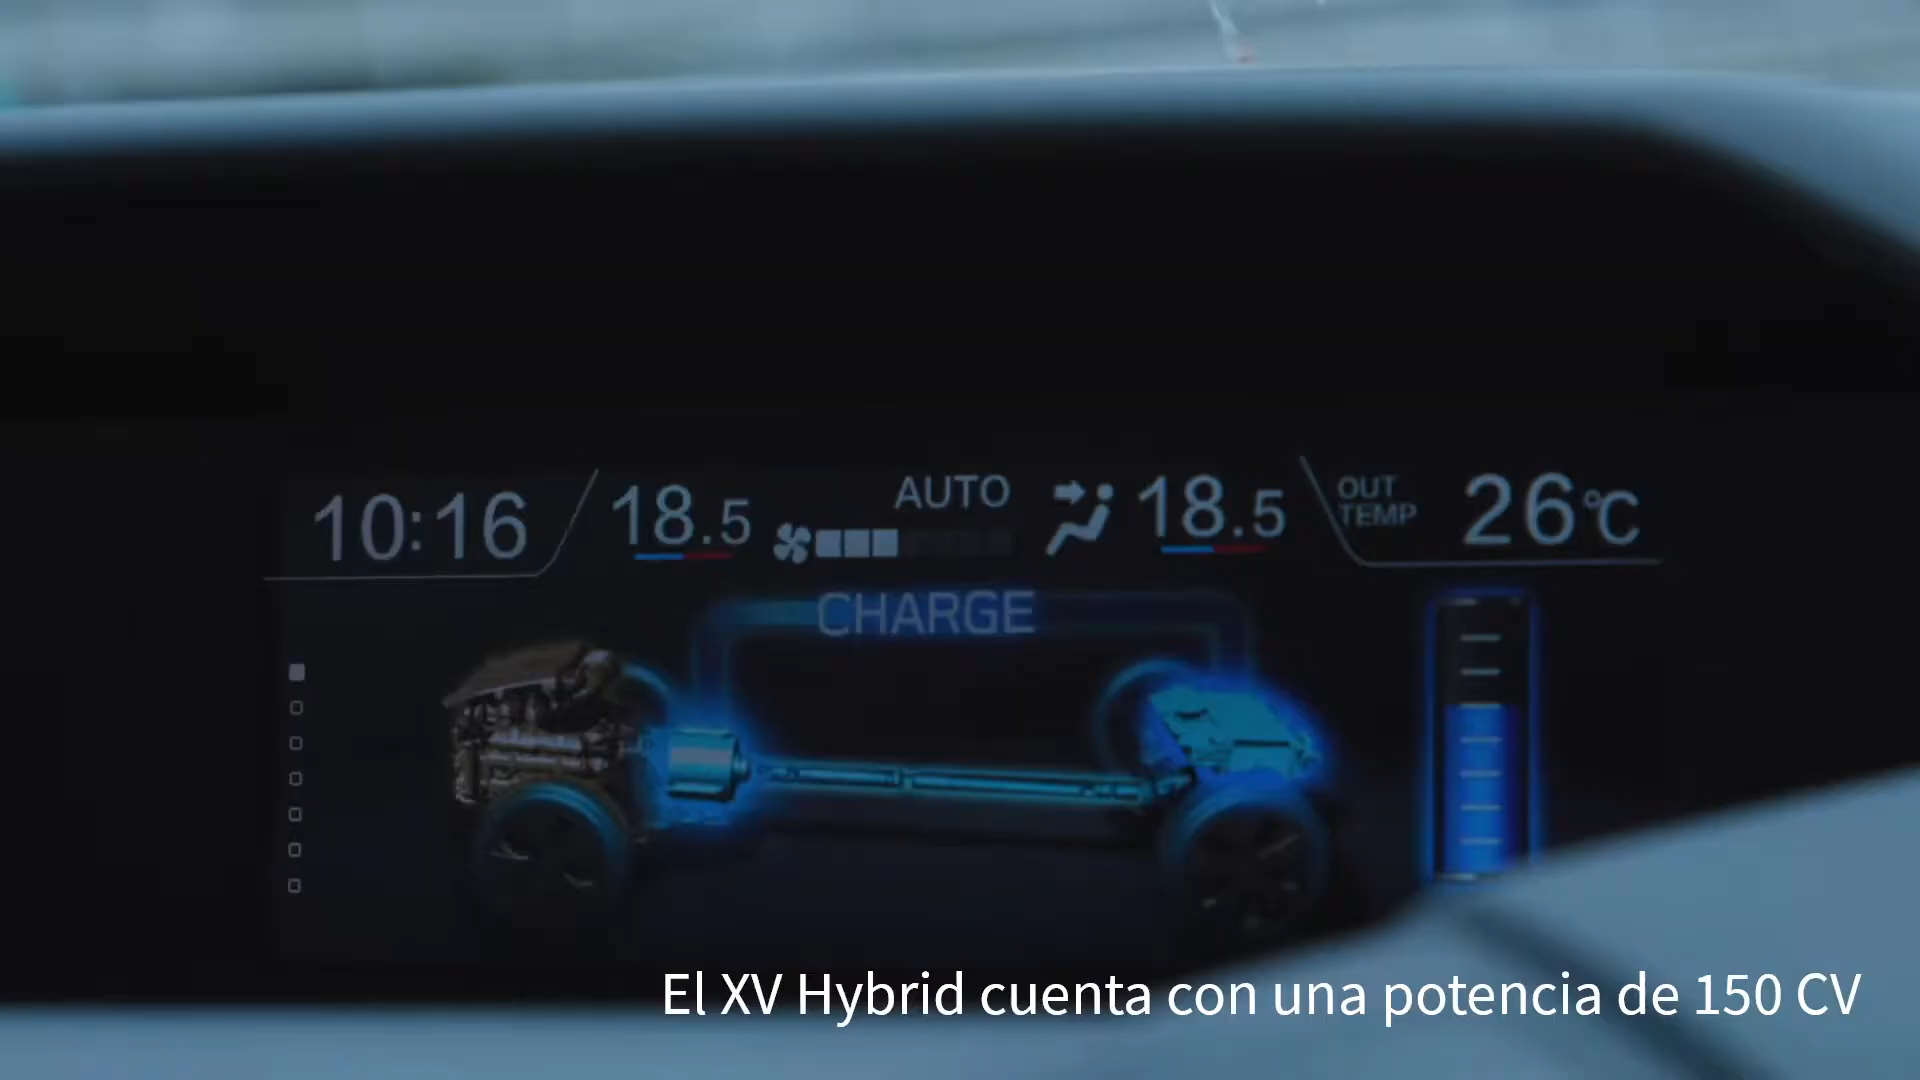 10:16
18.5
AUTO
18.5
OUT
TEMP
26°C
CHARGE
El XV Hybrid cuenta con una potencia de 150 CV